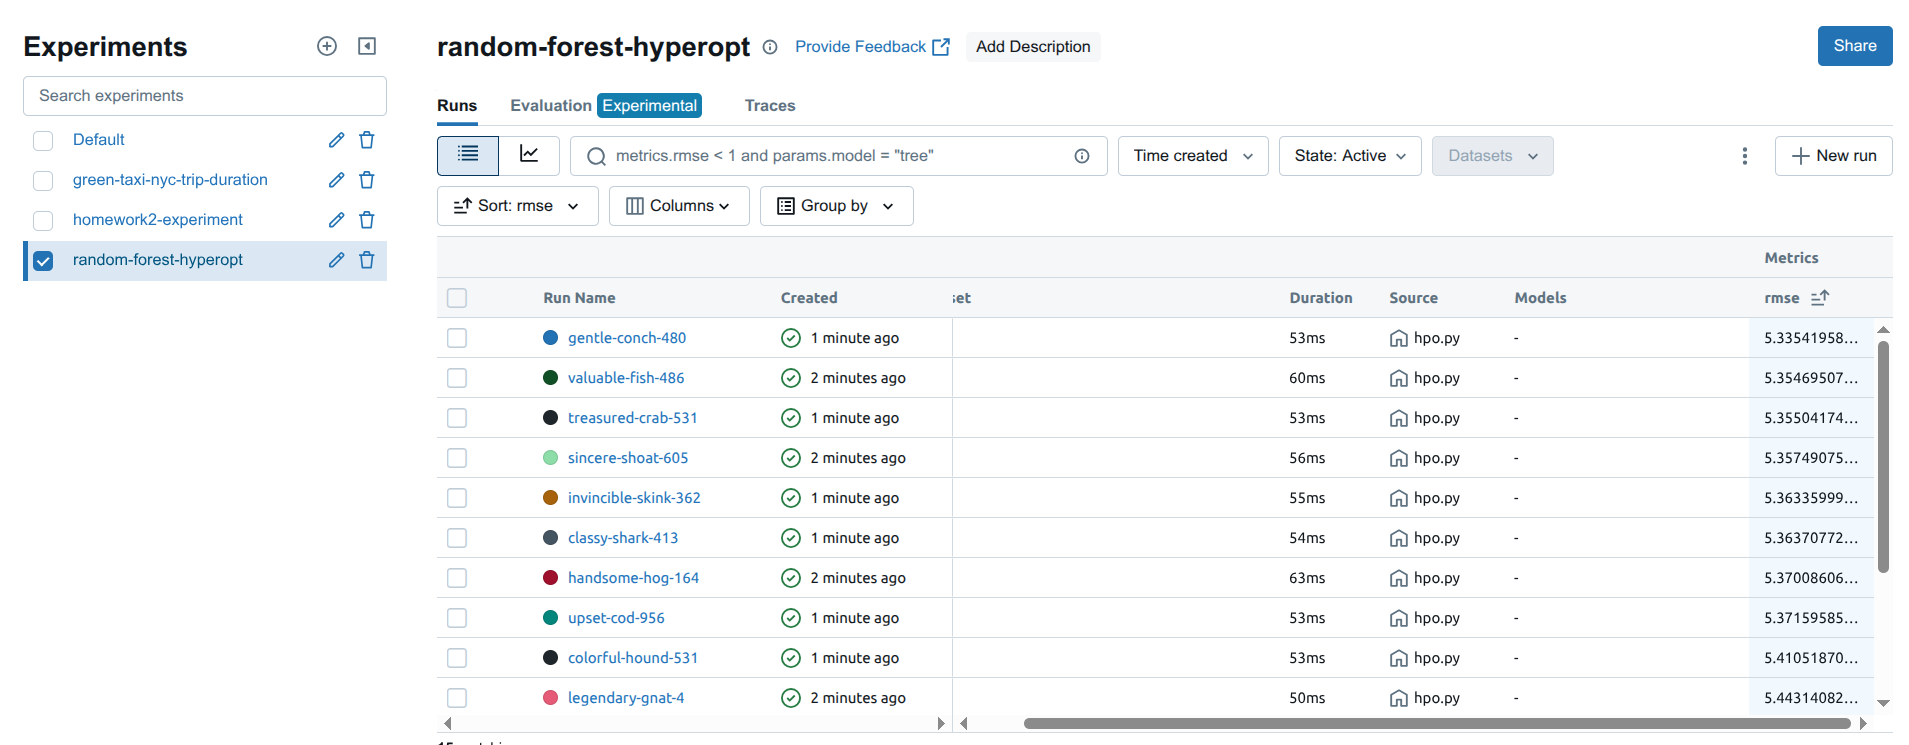 Experiments
Search experiments
Default
green-taxi-nyc-trip-duration
homework2-experiment
random-forest-hyperopt
random-forest-hyperopt Provide Feedback Add Description Share
Runs Evaluation Experimental Traces
metrics.rmse < 1 and params.model = "tree" Time created State: Active Datasets New run
Sort: rmse Columns Group by
Metrics
Run Name Created set Duration Source Models rmse
gentle-conch-480 1 minute ago 53ms hpo.py - 5.33541958...
valuable-fish-486 2 minutes ago 60ms hpo.py - 5.35469507...
treasured-crab-531 1 minute ago 53ms hpo.py - 5.35504174...
sincere-shoat-605 2 minutes ago 56ms hpo.py - 5.35749075...
invincible-skink-362 1 minute ago 55ms hpo.py - 5.36335999...
classy-shark-413 1 minute ago 54ms hpo.py - 5.36370772...
handsome-hog-164 2 minutes ago 63ms hpo.py - 5.37008606...
upset-cod-956 1 minute ago 53ms hpo.py - 5.37159585...
colorful-hound-531 1 minute ago 53ms hpo.py - 5.41051870...
legendary-gnat-4 2 minutes ago 50ms hpo.py - 5.44314082...